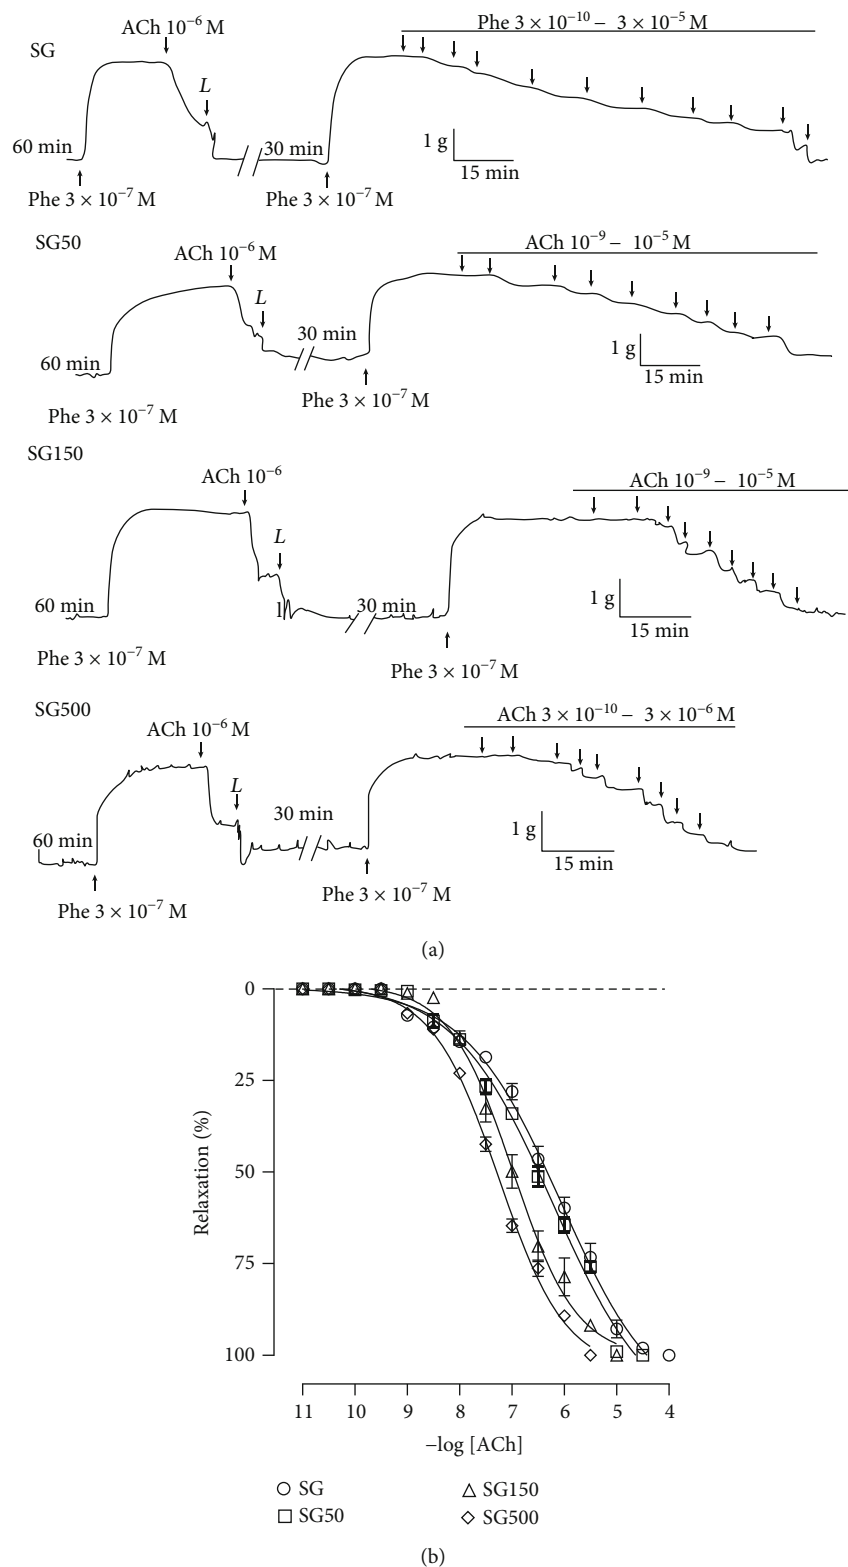 SG
ACh 10⁻⁶ M
Phe 3 × 10⁻¹⁰ – 3 × 10⁻⁵ M
L
60 min
30 min
1 g
15 min
Phe 3 × 10⁻⁷ M
Phe 3 × 10⁻⁷ M
SG50
ACh 10⁻⁶ M
ACh 10⁻⁹ – 10⁻⁵ M
L
30 min
60 min
1 g
15 min
Phe 3 × 10⁻⁷ M
Phe 3 × 10⁻⁷ M
SG150
ACh 10⁻⁶
ACh 10⁻⁹ – 10⁻⁵ M
L
60 min
1
30 min
1 g
15 min
Phe 3 × 10⁻⁷ M
Phe 3 × 10⁻⁷ M
SG500
ACh 10⁻⁶ M
ACh 3 × 10⁻¹⁰ – 3 × 10⁻⁶ M
L
30 min
60 min
1 g
15 min
Phe 3 × 10⁻⁷ M
Phe 3 × 10⁻⁷ M
(a)
0
25
50
75
100
Relaxation (%)
11 10 9 8 7 6 5 4
–log [ACh]
SG
SG150
SG50
SG500
(b)